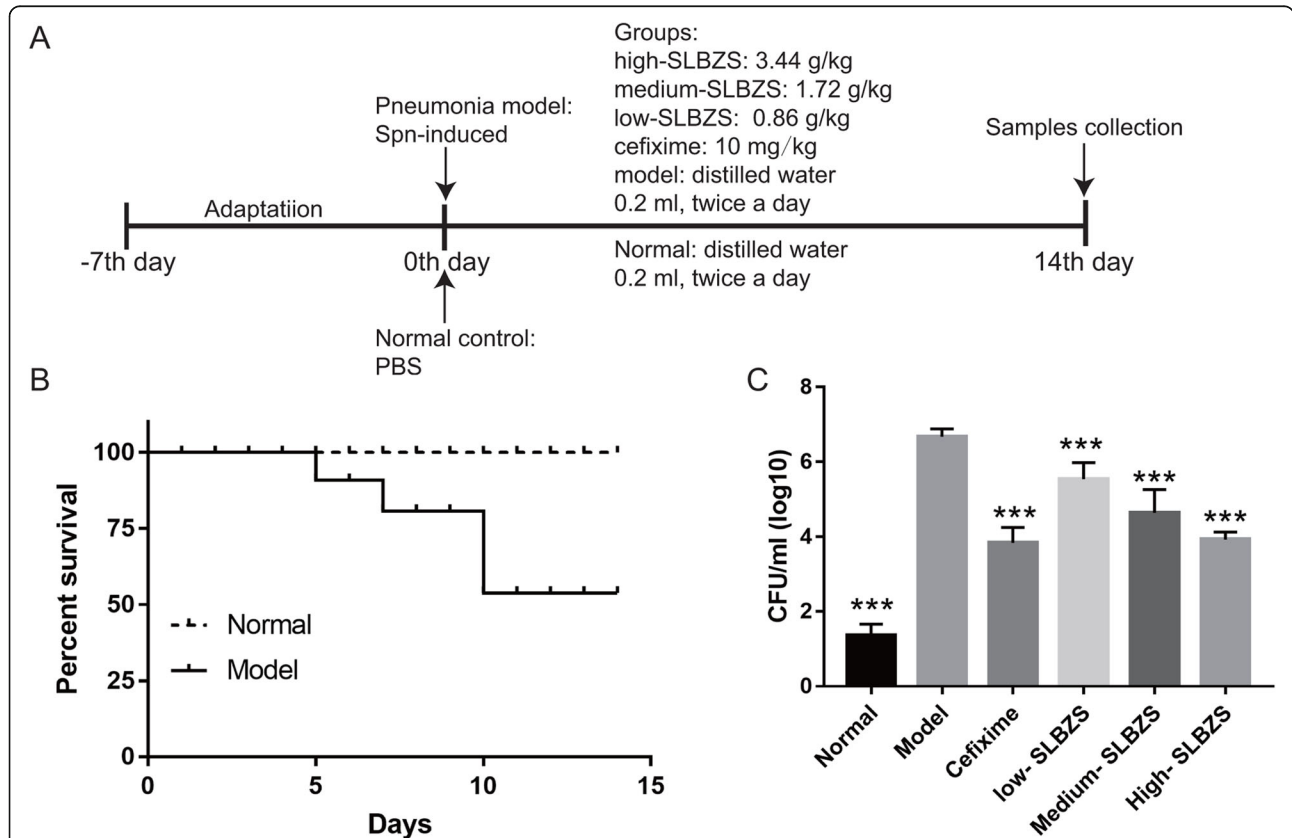 A
Groups:
high-SLBZS: 3.44 g/kg
medium-SLBZS: 1.72 g/kg
low-SLBZS: 0.86 g/kg
cefixime: 10 mg/kg
model: distilled water
0.2 ml, twice a day
Pneumonia model:
Spn-induced
Samples collection
Adaptatiion
-7th day
0th day
Normal: distilled water
0.2 ml, twice a day
14th day
Normal control:
PBS
B
Percent survival
100
75
50
25
0
Normal
Model
0
5
10
15
Days
C
CFU/ml (log10)
8
6
4
2
0
***
***
***
***
***
Normal
Model
Cefixime
low- SLBZS
Medium- SLBZS
High- SLBZS